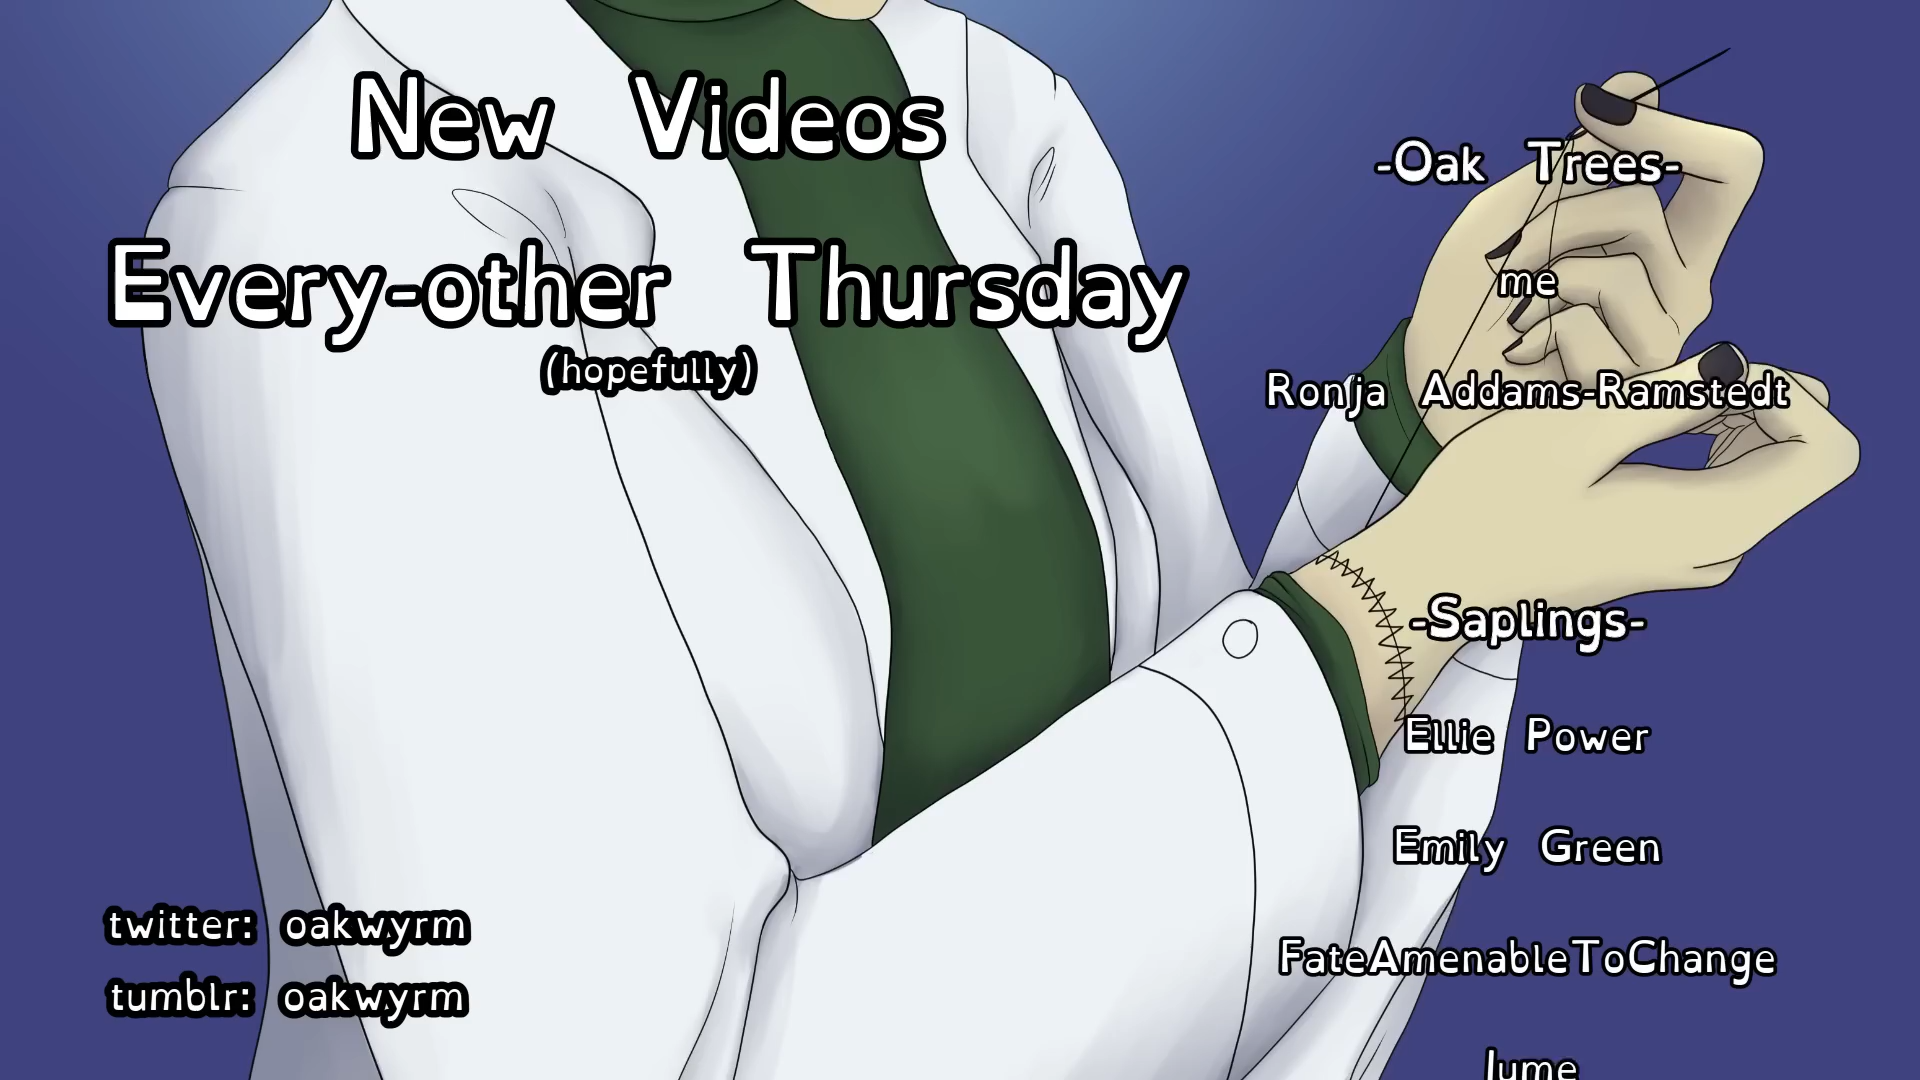 New Videos
Every-other Thursday
(hopefully)
twitter: oakwyrm
tumblr: oakwyrm
-Oak Trees-
me
Ronja Addams-Ramstedt
-Saplings-
Ellie Power
Emily Green
FateAmenableToChange